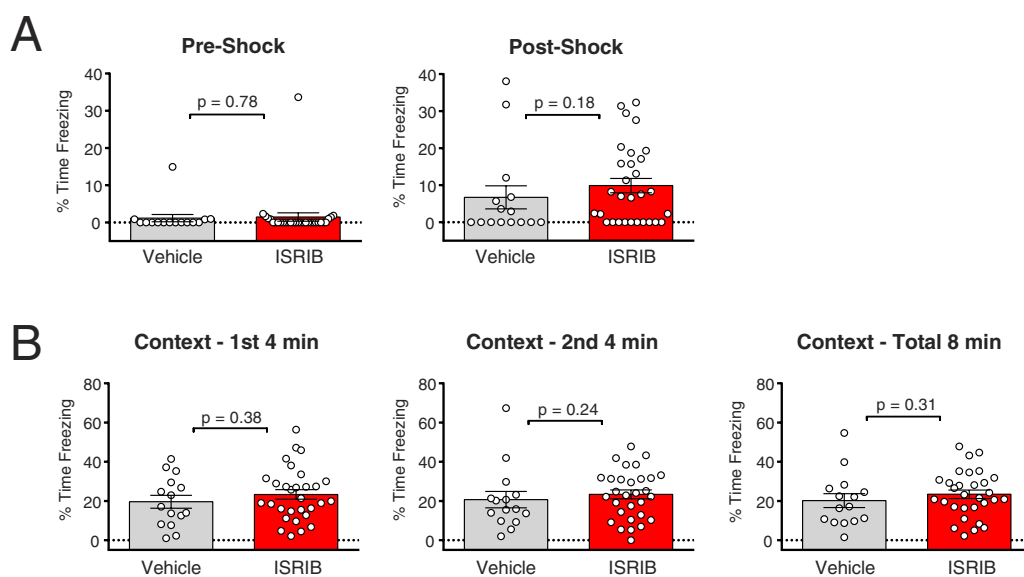 A
Pre-Shock
Post-Shock
% Time Freezing
40
30
20
10
0
p = 0.78
Vehicle
ISRIB
% Time Freezing
40
30
20
10
0
p = 0.18
Vehicle
ISRIB
B
Context - 1st 4 min
Context - 2nd 4 min
Context - Total 8 min
% Time Freezing
80
60
40
20
0
p = 0.38
Vehicle
ISRIB
% Time Freezing
80
60
40
20
0
p = 0.24
Vehicle
ISRIB
% Time Freezing
80
60
40
20
0
p = 0.31
Vehicle
ISRIB